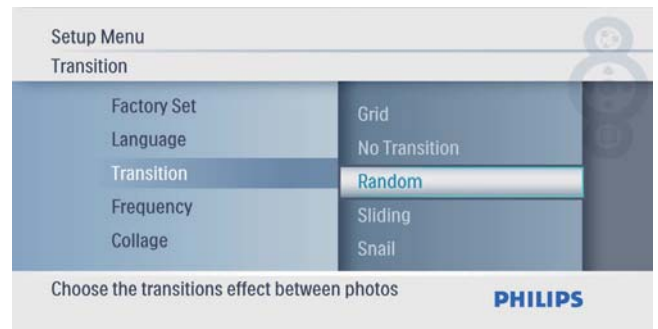 Setup Menu
Transition
Factory Set
Language
Transition
Frequency
Collage
Grid
No Transition
Random
Sliding
Snail
Choose the transitions effect between photos
PHILIPS